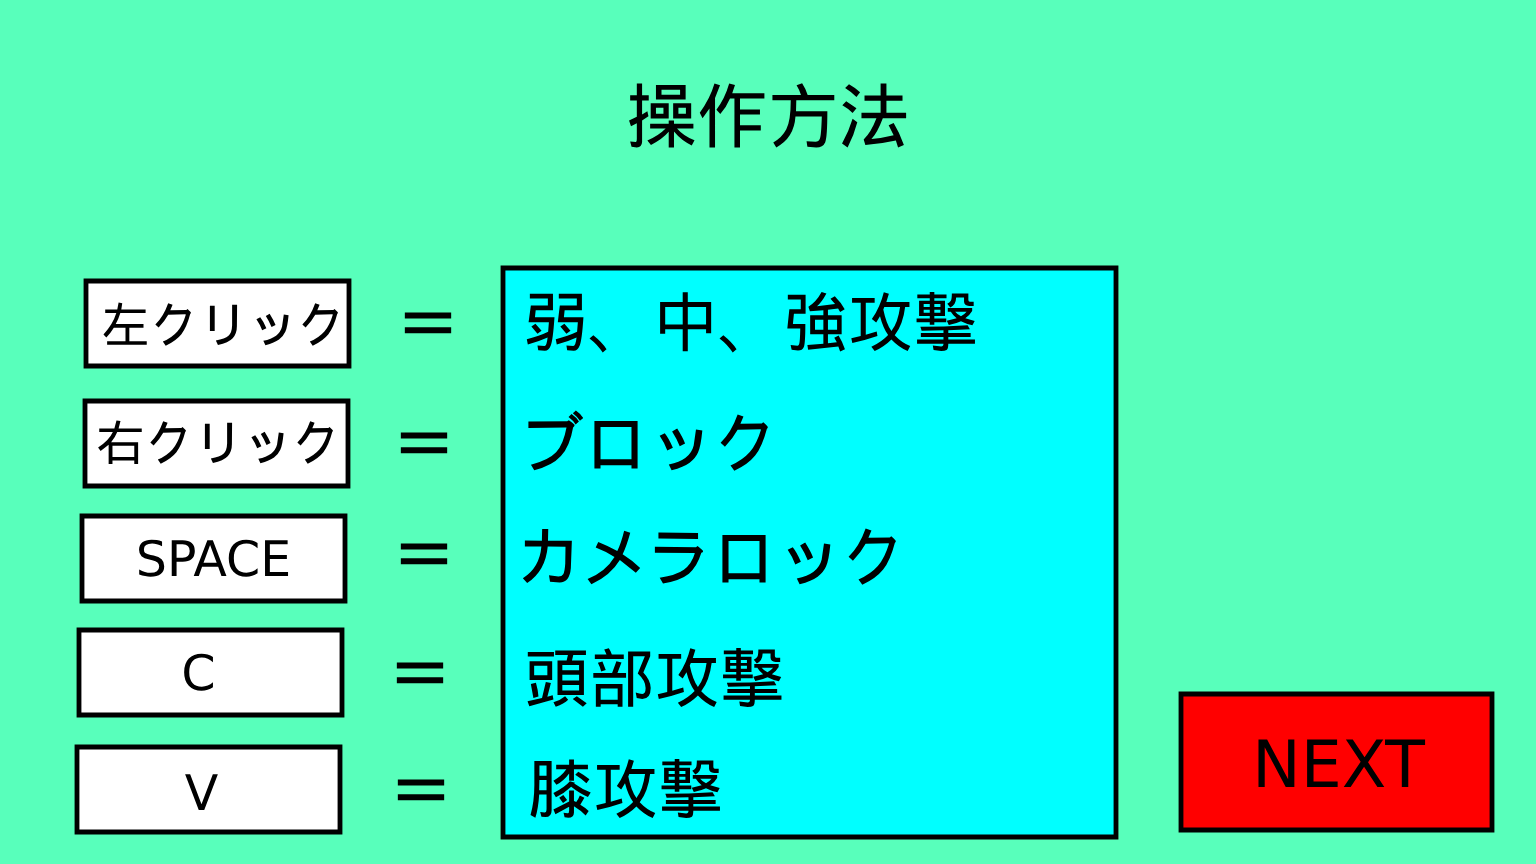 操作方法
左クリック = 弱、中、強攻撃
右クリック = ブロック
SPACE = カメラロック
C = 頭部攻撃
V = 膝攻撃
NEXT